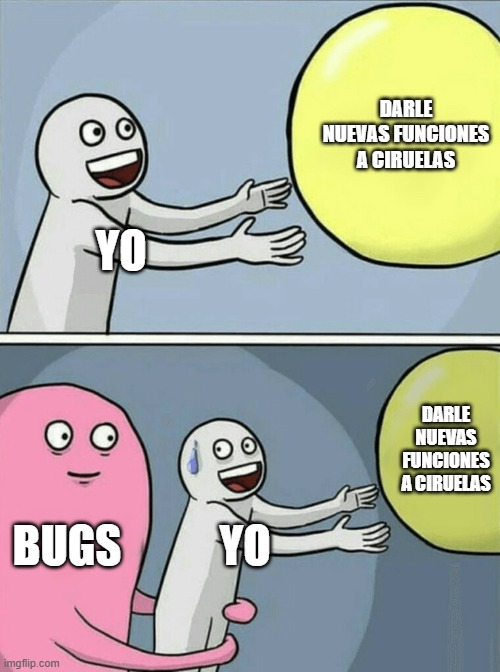 DARLE
NUEVAS FUNCIONES
A CIRUELAS
YO
DARLE
NUEVAS
FUNCIONES
A CIRUELAS
BUGS
YO
imgflip.com